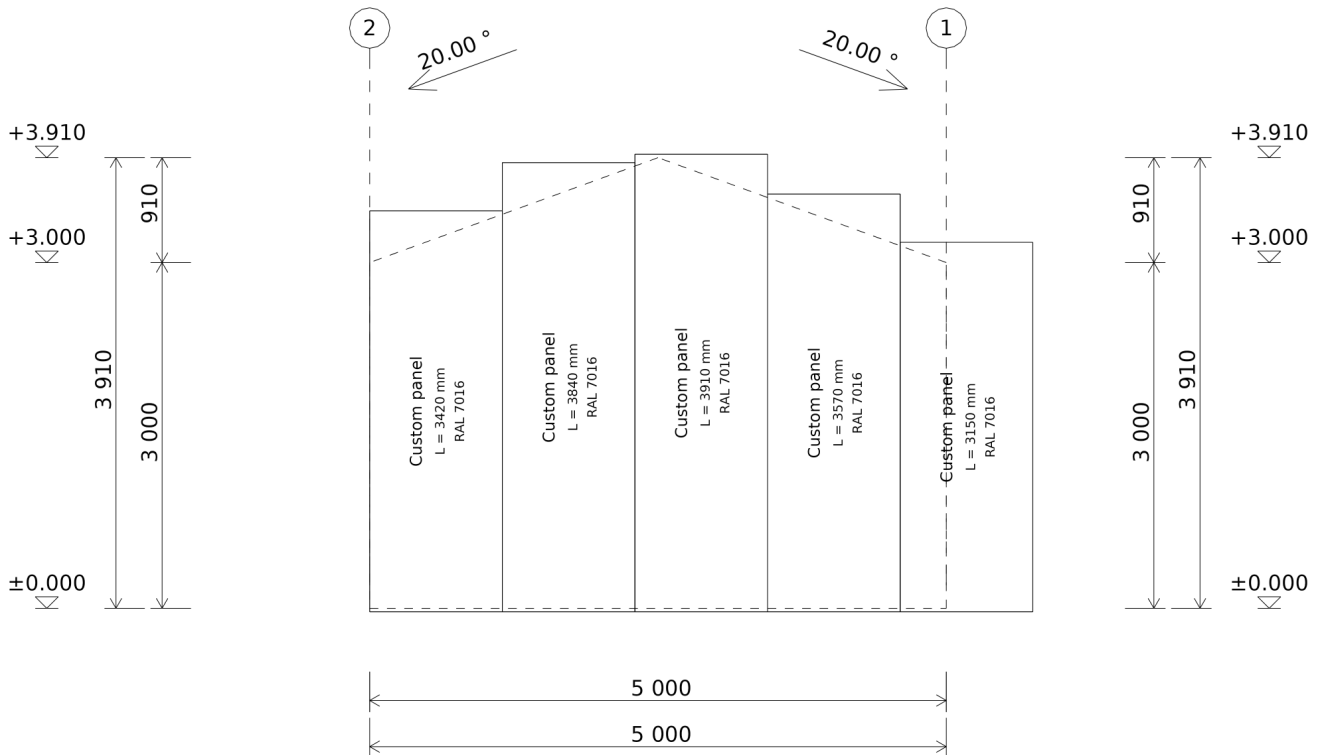 2
1
20.00 °
20.00 °
+3.910
+3.910
910
910
+3.000
+3.000
3 910
3 000
3 910
3 000
Custom panel
L = 3420 mm
RAL 7016
Custom panel
L = 3840 mm
RAL 7016
Custom panel
L = 3910 mm
RAL 7016
Custom panel
L = 3570 mm
RAL 7016
Custom panel
L = 3150 mm
RAL 7016
±0.000
±0.000
5 000
5 000